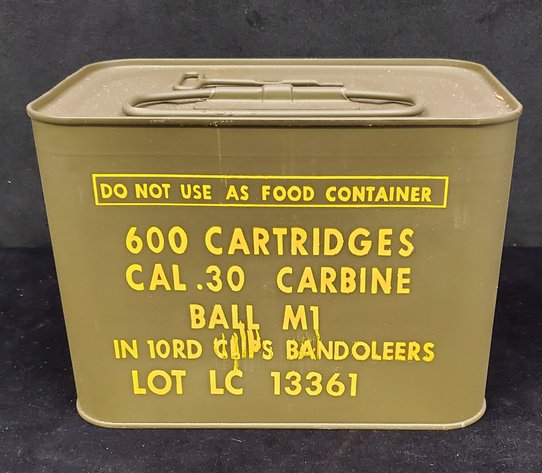 DO NOT USE AS FOOD CONTAINER
600 CARTRIDGES
CAL .30 CARBINE
BALL M1
IN 10RD CLIPS BANDOLEERS
LOT LC 13361